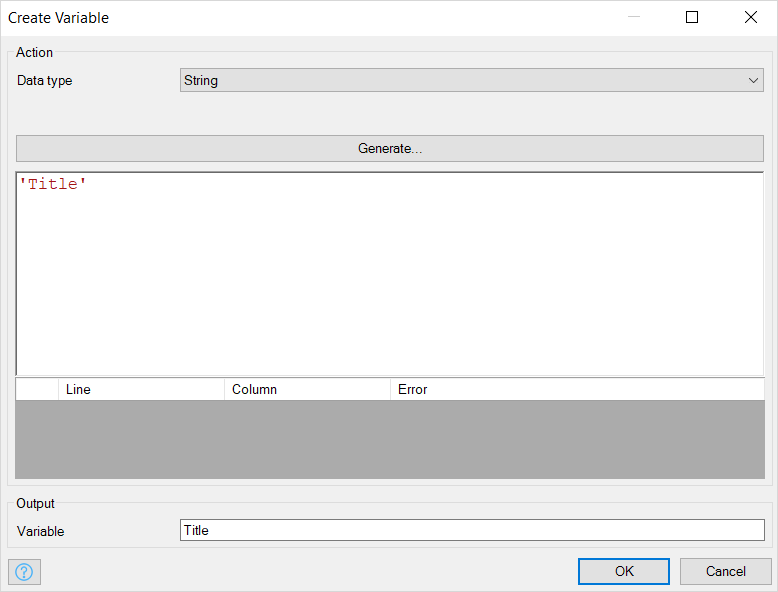 Create Variable
Action
Data type String
Generate...
'Title'
Line Column Error
Output
Variable Title
? OK Cancel